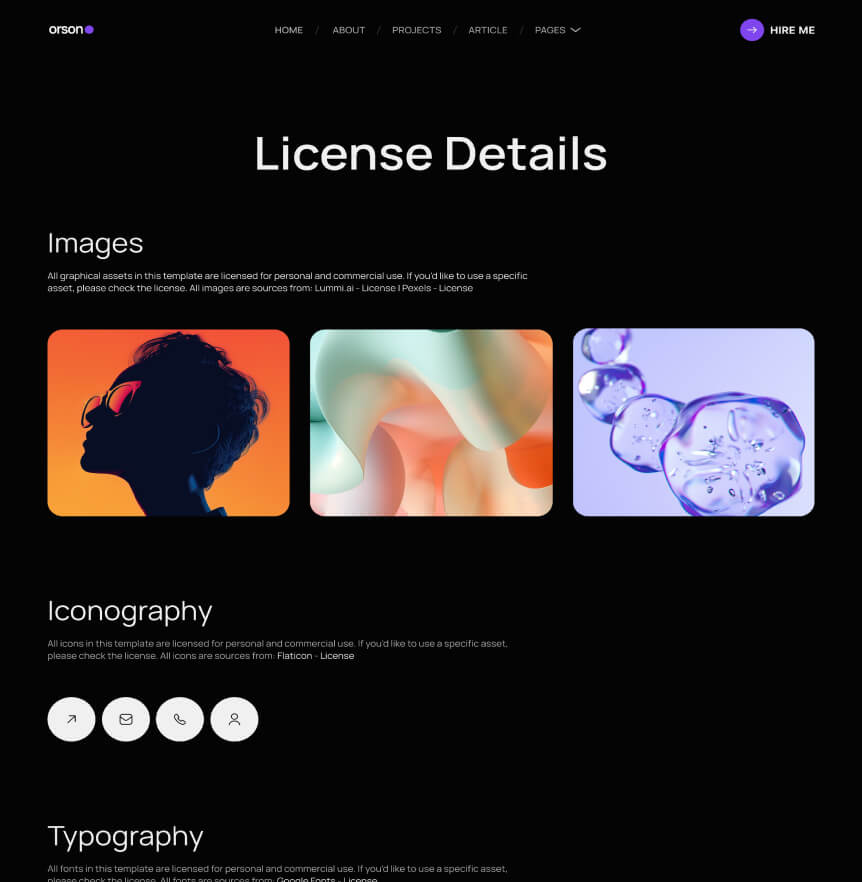 orson
HOME / ABOUT / PROJECTS / ARTICLE / PAGES
HIRE ME
License Details
Images
All graphical assets in this template are licensed for personal and commercial use. If you'd like to use a specific
asset, please check the license. All images are sources from: Lummi.ai - License | Pexels - License
Iconography
All icons in this template are licensed for personal and commercial use. If you'd like to use a specific asset,
please check the license. All icons are sources from: Flaticon - License
Typography
All fonts in this template are licensed for personal and commercial use. If you'd like to use a specific asset,
please check the license. All fonts are sources from: Google Fonts - License